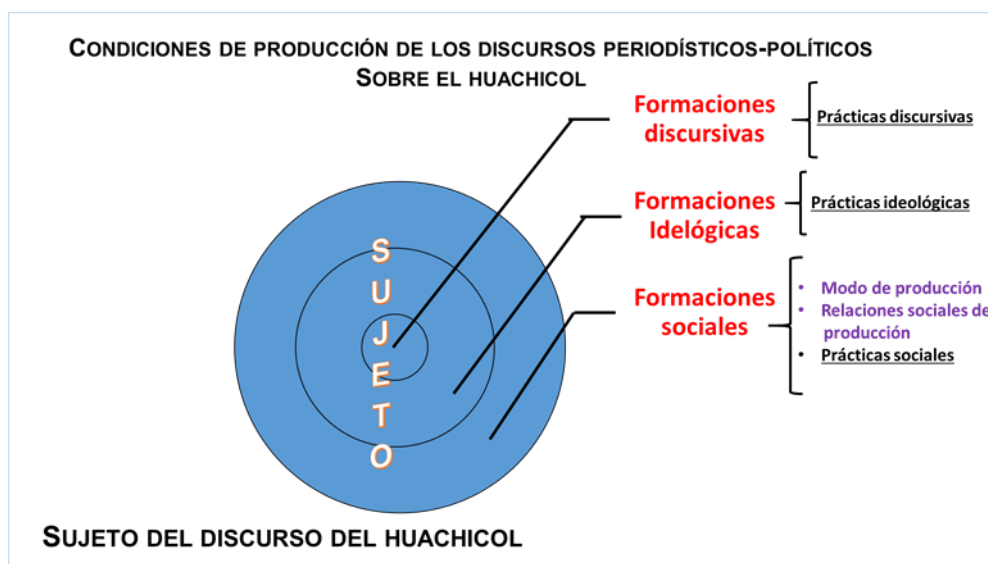 CONDICIONES DE PRODUCCIÓN DE LOS DISCURSOS PERIODÍSTICOS-POLÍTICOS
SOBRE EL HUACHICOL
Formaciones
discursivas
Prácticas discursivas
Formaciones
Idelógicas
Prácticas ideológicas
Formaciones
sociales
• Modo de producción
• Relaciones sociales de
producción
• Prácticas sociales
SUJETO
SUJETO DEL DISCURSO DEL HUACHICOL